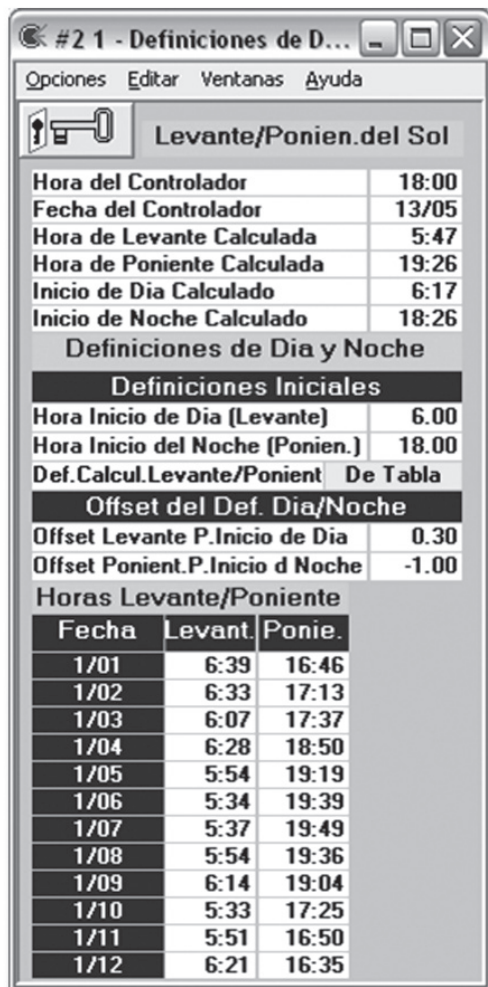 #2 1 - Definiciones de D...
Opciones Editar Ventanas Ayuda
Levante/Ponien.del Sol
Hora del Controlador 18:00
Fecha del Controlador 13/05
Hora de Levante Calculada 5:47
Hora de Poniente Calculada 19:26
Inicio de Dia Calculado 6:17
Inicio de Noche Calculado 18:26
Definiciones de Dia y Noche
Definiciones Iniciales
Hora Inicio de Dia (Levante) 6.00
Hora Inicio del Noche (Ponien.) 18.00
Def.Calcul.Levante/Ponient De Tabla
Offset del Def. Dia/Noche
Offset Levante P.Inicio de Dia 0.30
Offset Ponient.P.Inicio d Noche -1.00
Horas Levante/Poniente
Fecha Levant. Ponie.
1/01 6:39 16:46
1/02 6:33 17:13
1/03 6:07 17:37
1/04 6:28 18:50
1/05 5:54 19:19
1/06 5:34 19:39
1/07 5:37 19:49
1/08 5:54 19:36
1/09 6:14 19:04
1/10 5:33 17:25
1/11 5:51 16:50
1/12 6:21 16:35